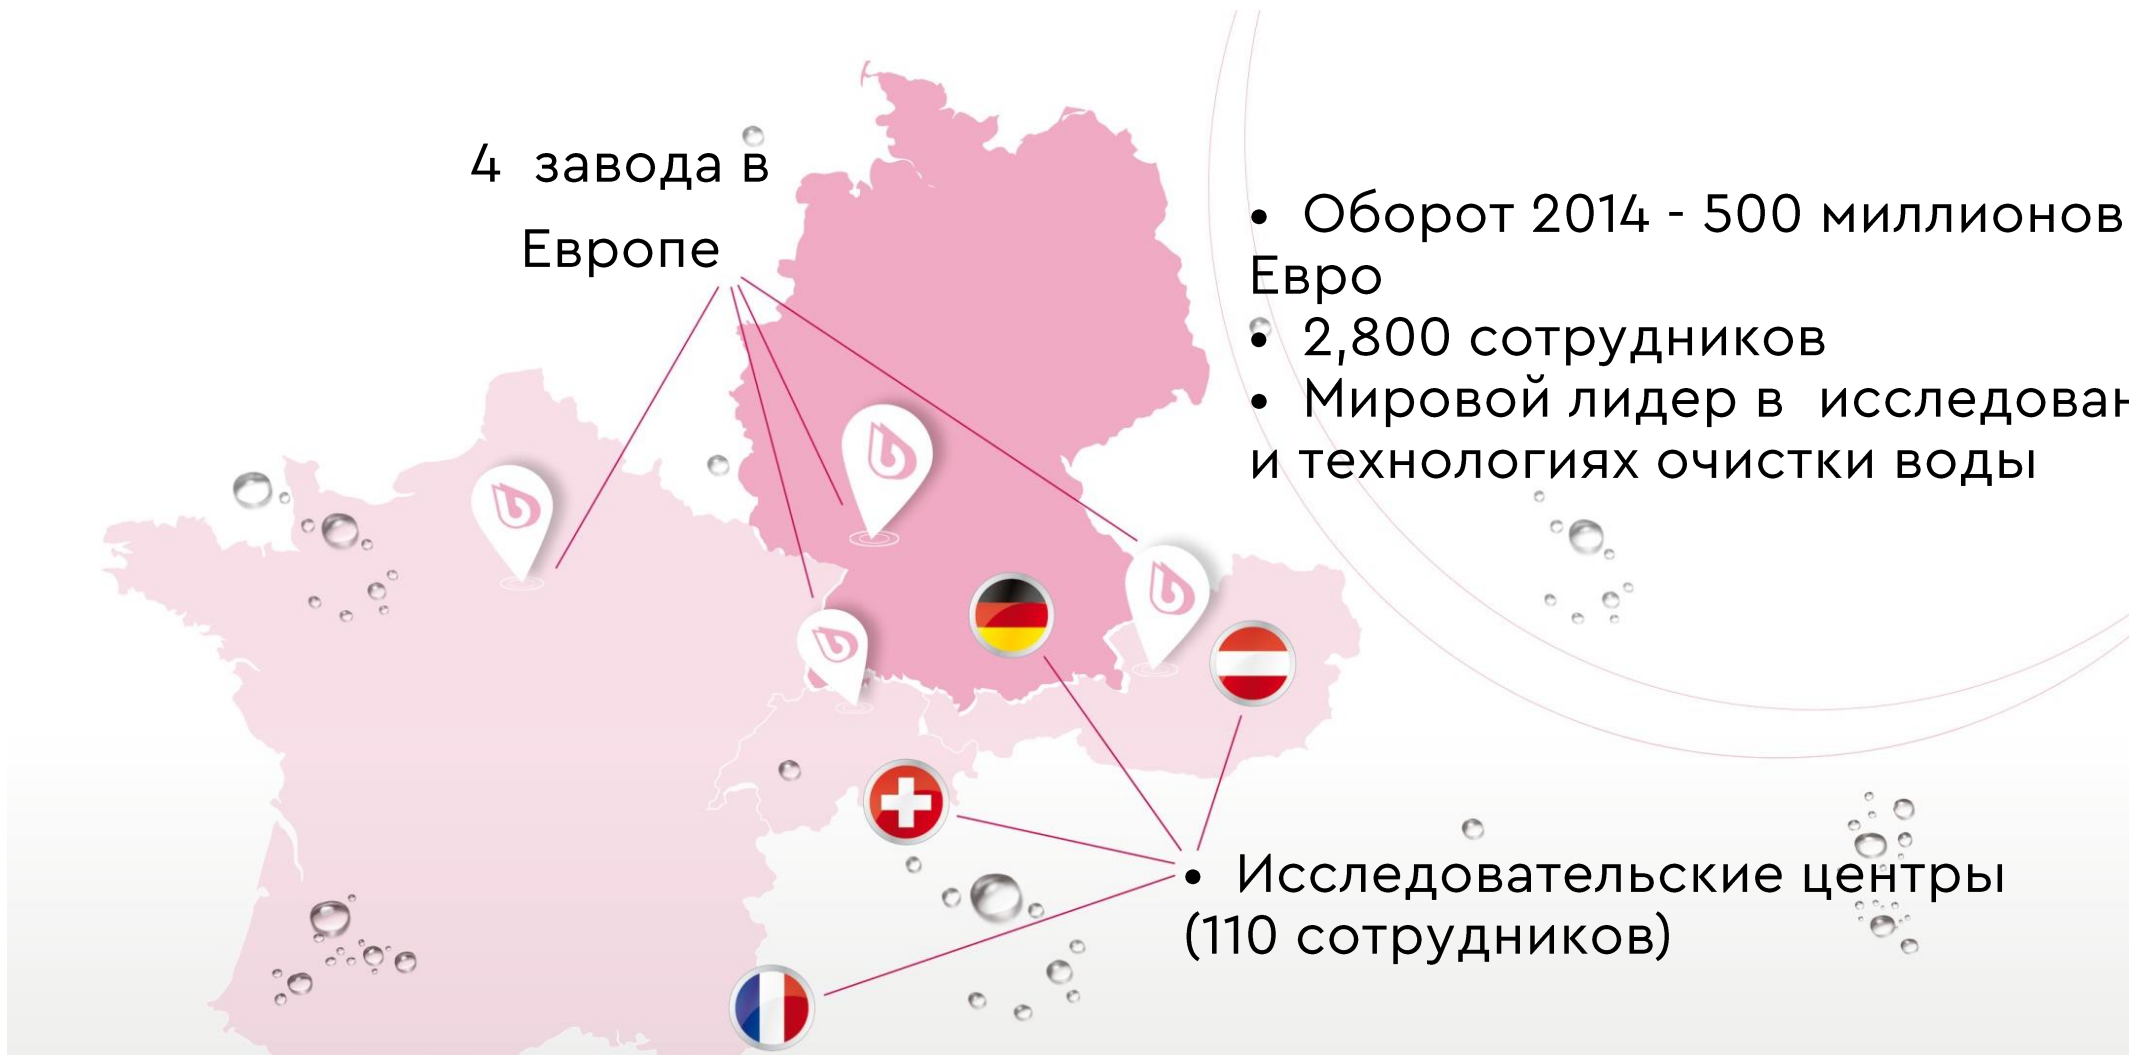 4 завода в
Европе
• Оборот 2014 - 500 миллионов
Евро
• 2,800 сотрудников
• Мировой лидер в исследован
и технологиях очистки воды
• Исследовательские центры
(110 сотрудников)